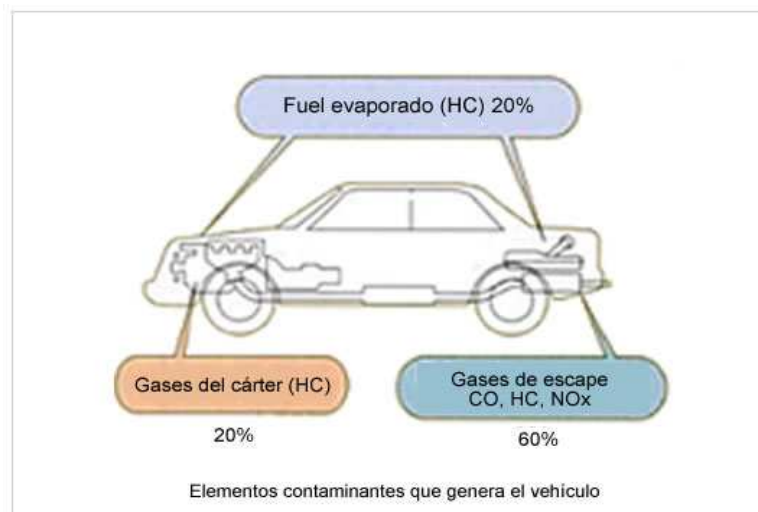 Fuel evaporado (HC) 20%
Gases del cárter (HC)
20%
Gases de escape
CO, HC, NOx
60%
Elementos contaminantes que genera el vehículo